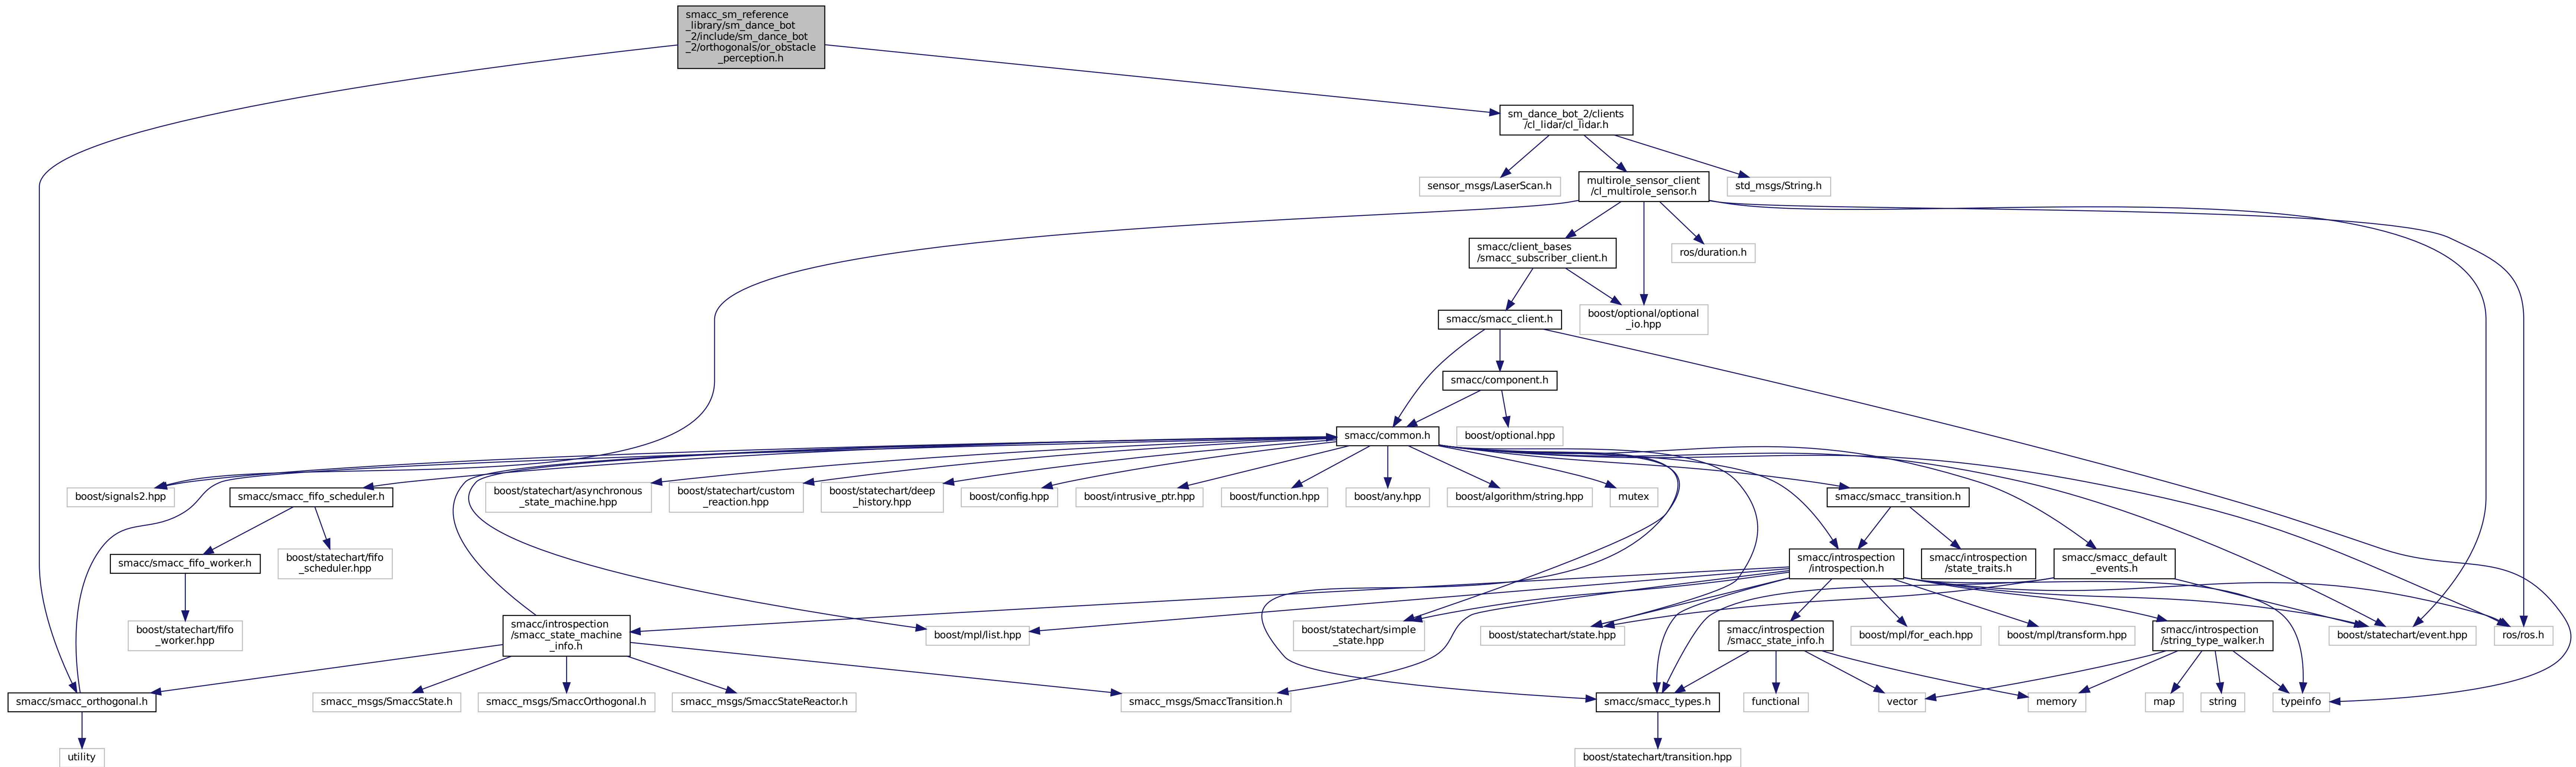 smacc_sm_reference
_library/sm_dance_bot
_2/include/sm_dance_bot
_2/orthogonals/or_obstacle
_perception.h
sm_dance_bot_2/clients
/cl_lidar/cl_lidar.h
sensor_msgs/LaserScan.h
multirole_sensor_client
/cl_multirole_sensor.h
std_msgs/String.h
smacc/client_bases
/smacc_subscriber_client.h
ros/duration.h
smacc/smacc_client.h
boost/optional/optional
_io.hpp
smacc/component.h
smacc/common.h
boost/optional.hpp
boost/signals2.hpp
smacc/smacc_fifo_scheduler.h
boost/statechart/asynchronous
_state_machine.hpp
boost/statechart/custom
_reaction.hpp
boost/statechart/deep
_history.hpp
boost/config.hpp
boost/intrusive_ptr.hpp
boost/function.hpp
boost/any.hpp
boost/algorithm/string.hpp
mutex
smacc/smacc_transition.h
smacc/smacc_fifo_worker.h
boost/statechart/fifo
_scheduler.hpp
smacc/introspection
/introspection.h
smacc/introspection
/state_traits.h
smacc/smacc_default
_events.h
boost/statechart/fifo
_worker.hpp
smacc/introspection
/smacc_state_machine
_info.h
boost/mpl/list.hpp
boost/statechart/simple
_state.hpp
boost/statechart/state.hpp
smacc/introspection
/smacc_state_info.h
boost/mpl/for_each.hpp
boost/mpl/transform.hpp
smacc/introspection
/string_type_walker.h
boost/statechart/event.hpp
ros/ros.h
smacc/smacc_orthogonal.h
smacc_msgs/SmaccState.h
smacc_msgs/SmaccOrthogonal.h
smacc_msgs/SmaccStateReactor.h
smacc_msgs/SmaccTransition.h
smacc/smacc_types.h
functional
vector
memory
map
string
typeinfo
utility
boost/statechart/transition.hpp